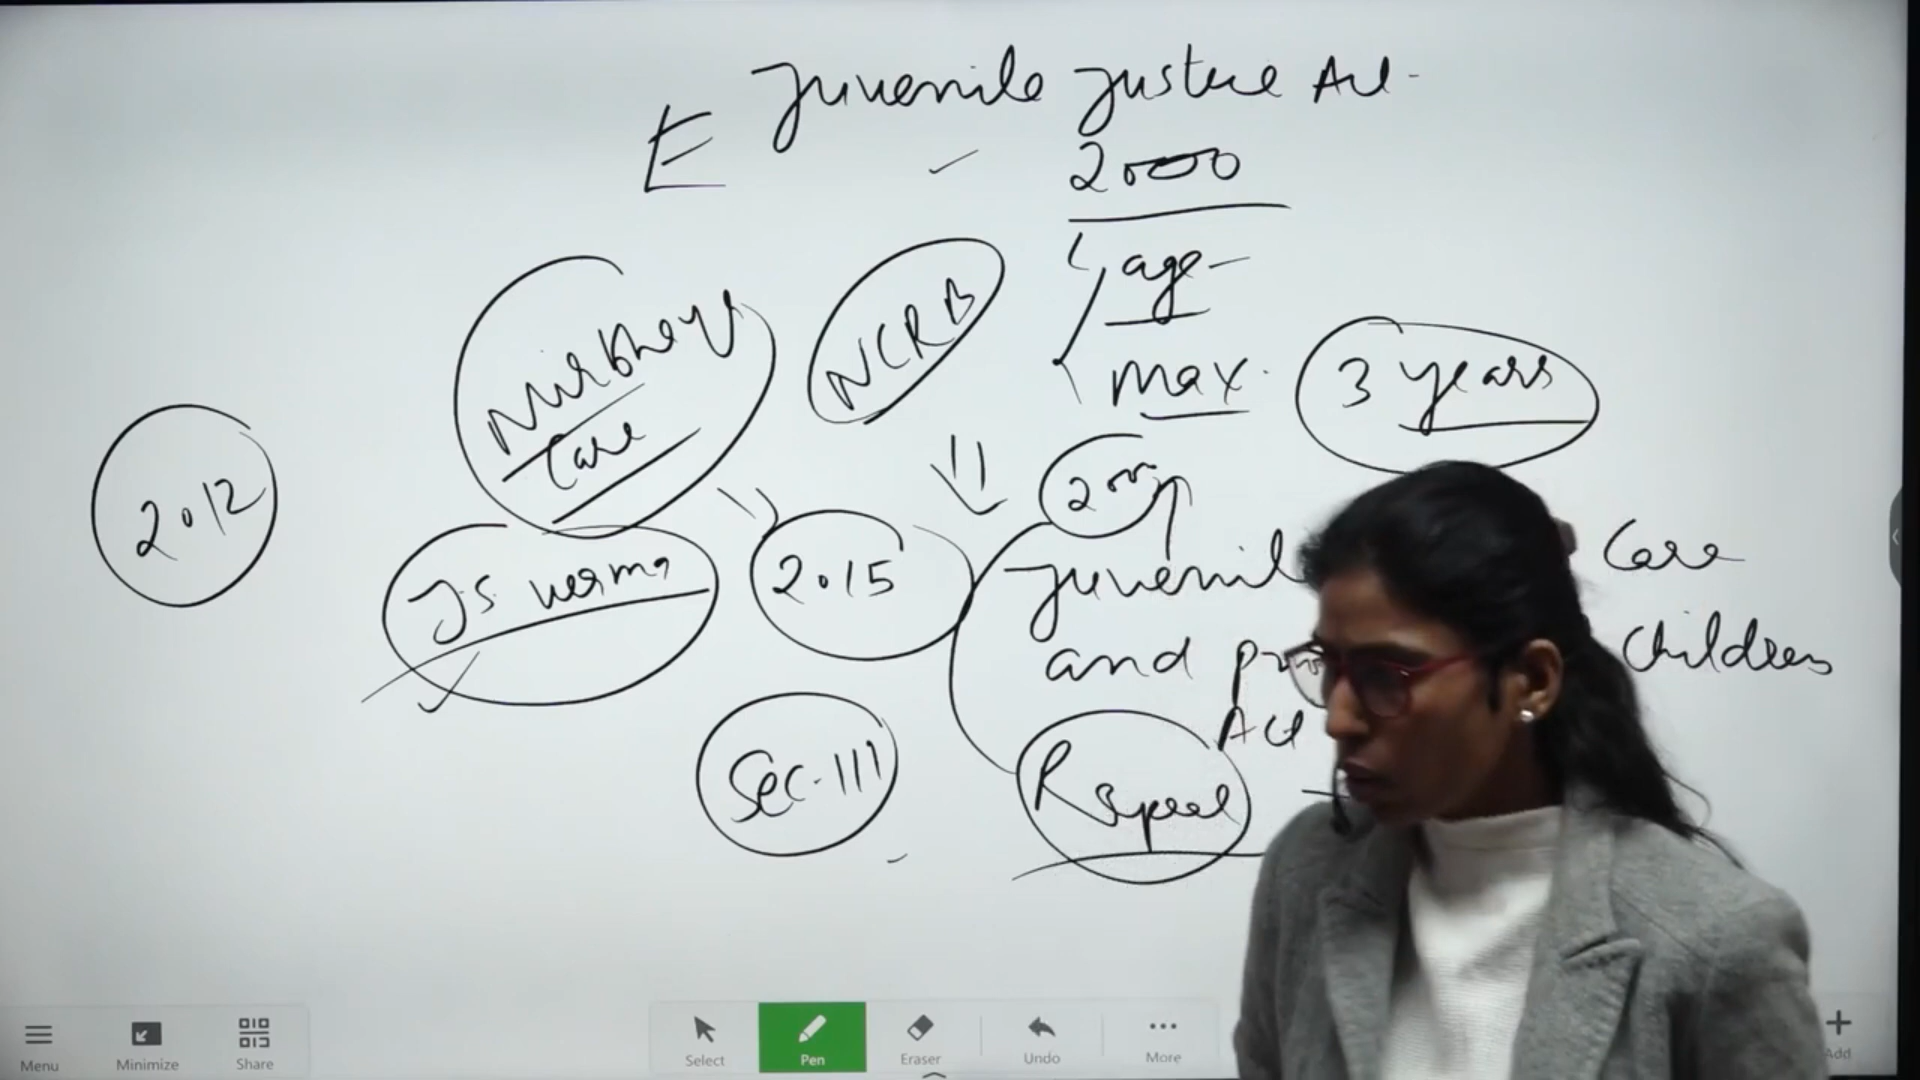 Juvenile Justice Act
E
2000
age
max. 3 years
Nirbhaya
Case
NCRB
2012
2000
JS Verma
2015
Care
and
Children
Act
Sec. 111
Repeal
Menu
Minimize
Share
Select
Pen
Eraser
Undo
More
Add